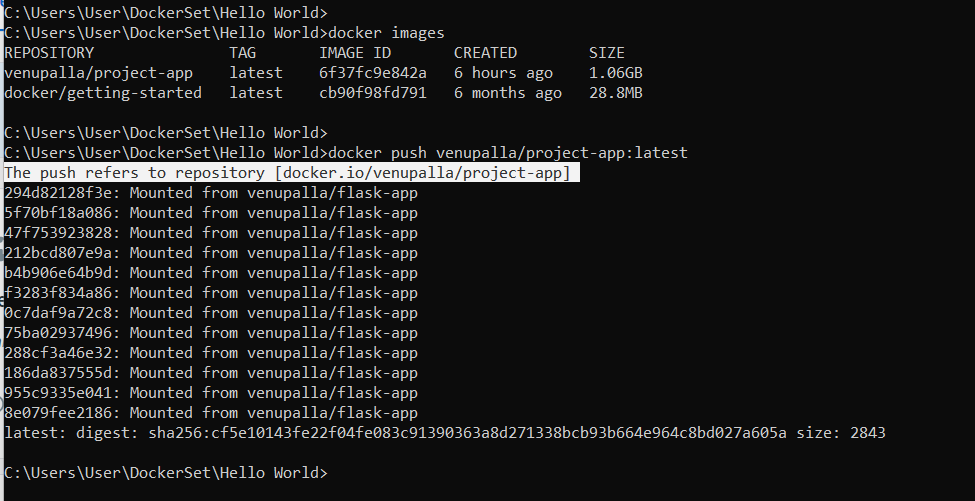 C:\Users\User\DockerSet\Hello World>
C:\Users\User\DockerSet\Hello World>docker images
REPOSITORY TAG IMAGE ID CREATED SIZE
venupalla/project-app latest 6f37fc9e842a 6 hours ago 1.06GB
docker/getting-started latest cb90f98fd791 6 months ago 28.8MB
C:\Users\User\DockerSet\Hello World>
C:\Users\User\DockerSet\Hello World>docker push venupalla/project-app:latest
The push refers to repository [docker.io/venupalla/project-app]
294d82128f3e: Mounted from venupalla/flask-app
5f70bf18a086: Mounted from venupalla/flask-app
47f753923828: Mounted from venupalla/flask-app
212bcd807e9a: Mounted from venupalla/flask-app
b4b906e64b9d: Mounted from venupalla/flask-app
f3283f834a86: Mounted from venupalla/flask-app
0c7daf9a72c8: Mounted from venupalla/flask-app
75ba02937496: Mounted from venupalla/flask-app
288cf3a46e32: Mounted from venupalla/flask-app
186da837555d: Mounted from venupalla/flask-app
955c9335e041: Mounted from venupalla/flask-app
8e079fee2186: Mounted from venupalla/flask-app
latest: digest: sha256:cf5e10143fe22f04fe083c91390363a8d271338bcb93b664e964c8bd027a605a size: 2843
C:\Users\User\DockerSet\Hello World>